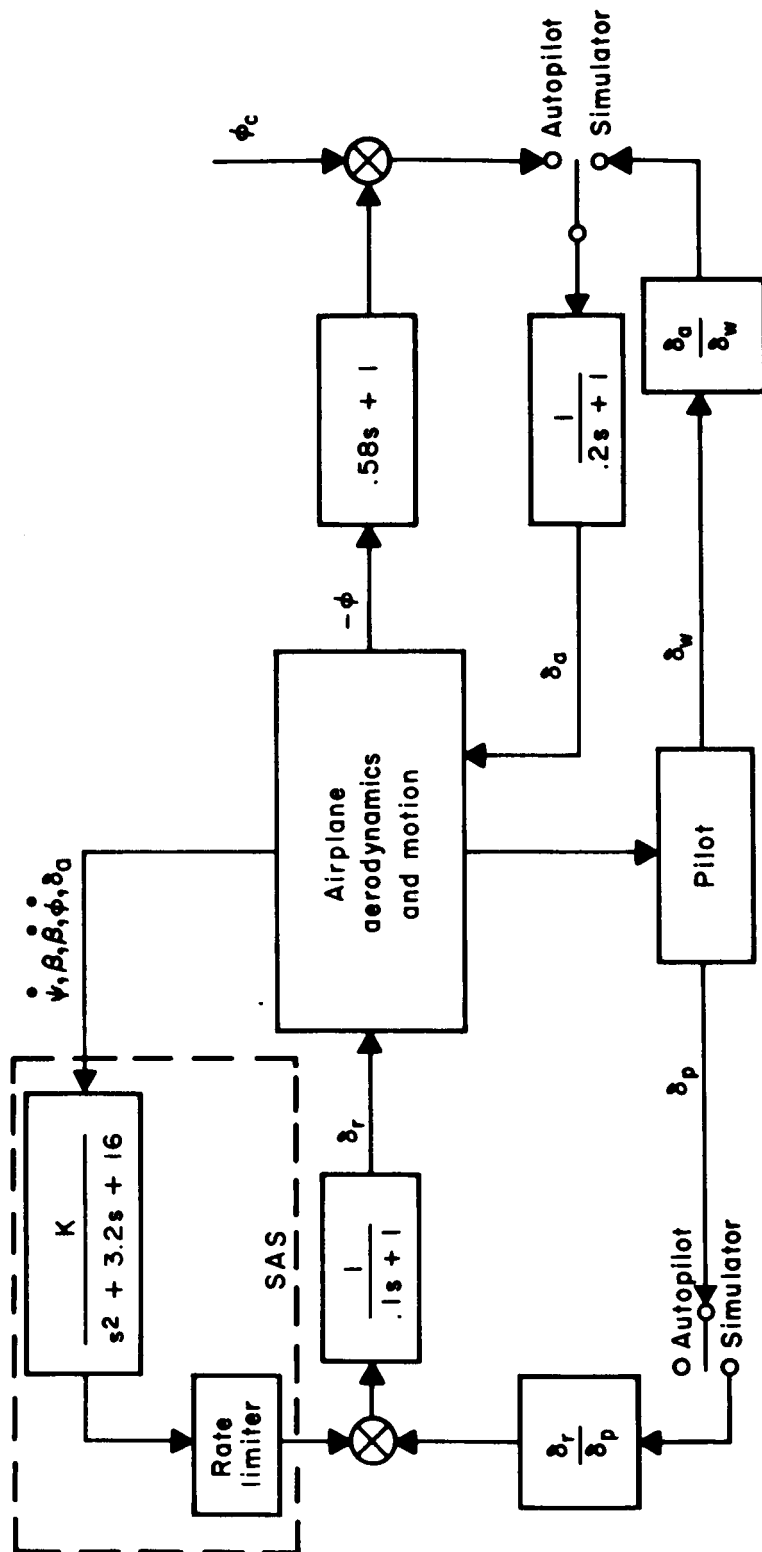 ψ̇, β, β̇, φ̇, δ̇a
K
s² + 3.2s + 16
Rate
limiter
SAS
1
.1s + 1
δr
Airplane
aerodynamics
and motion
-φ
.58s + 1
φc
Autopilot
Simulator
1
.2s + 1
δa
δr
δp
Autopilot
Simulator
δp
Pilot
δw
δa
δw